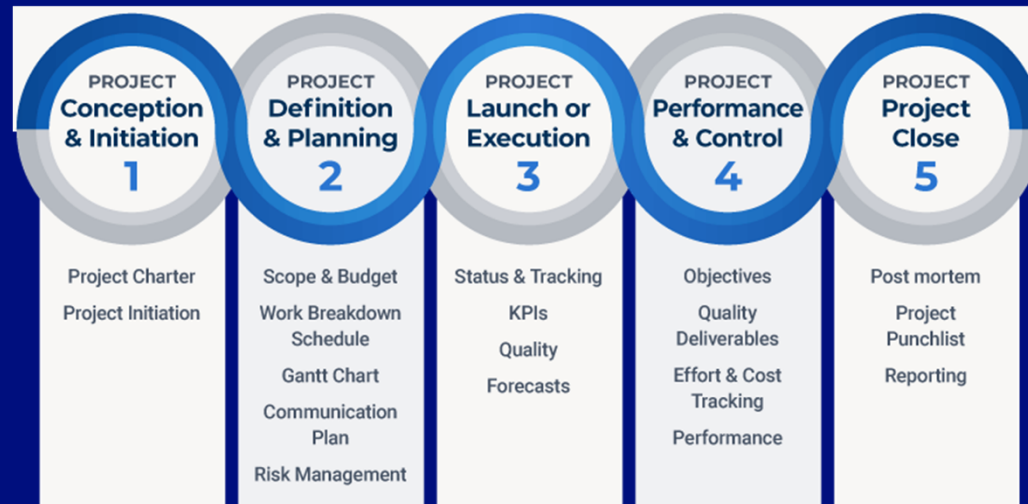 PROJECT
Conception
& Initiation
1
Project Charter
Project Initiation
PROJECT
Definition
& Planning
2
Scope & Budget
Work Breakdown
Schedule
Gantt Chart
Communication
Plan
Risk Management
PROJECT
Launch or
Execution
3
Status & Tracking
KPIs
Quality
Forecasts
PROJECT
Performance
& Control
4
Objectives
Quality
Deliverables
Effort & Cost
Tracking
Performance
PROJECT
Project
Close
5
Post mortem
Project
Punchlist
Reporting